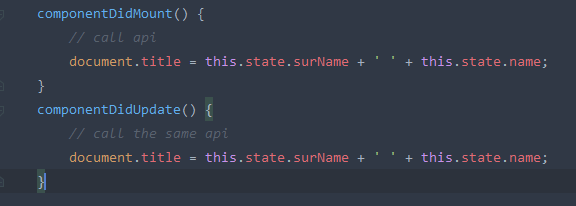 componentDidMount() {
// call api
document.title = this.state.surName + ' ' + this.state.name;
}
componentDidUpdate() {
// call the same api
document.title = this.state.surName + ' ' + this.state.name;
}